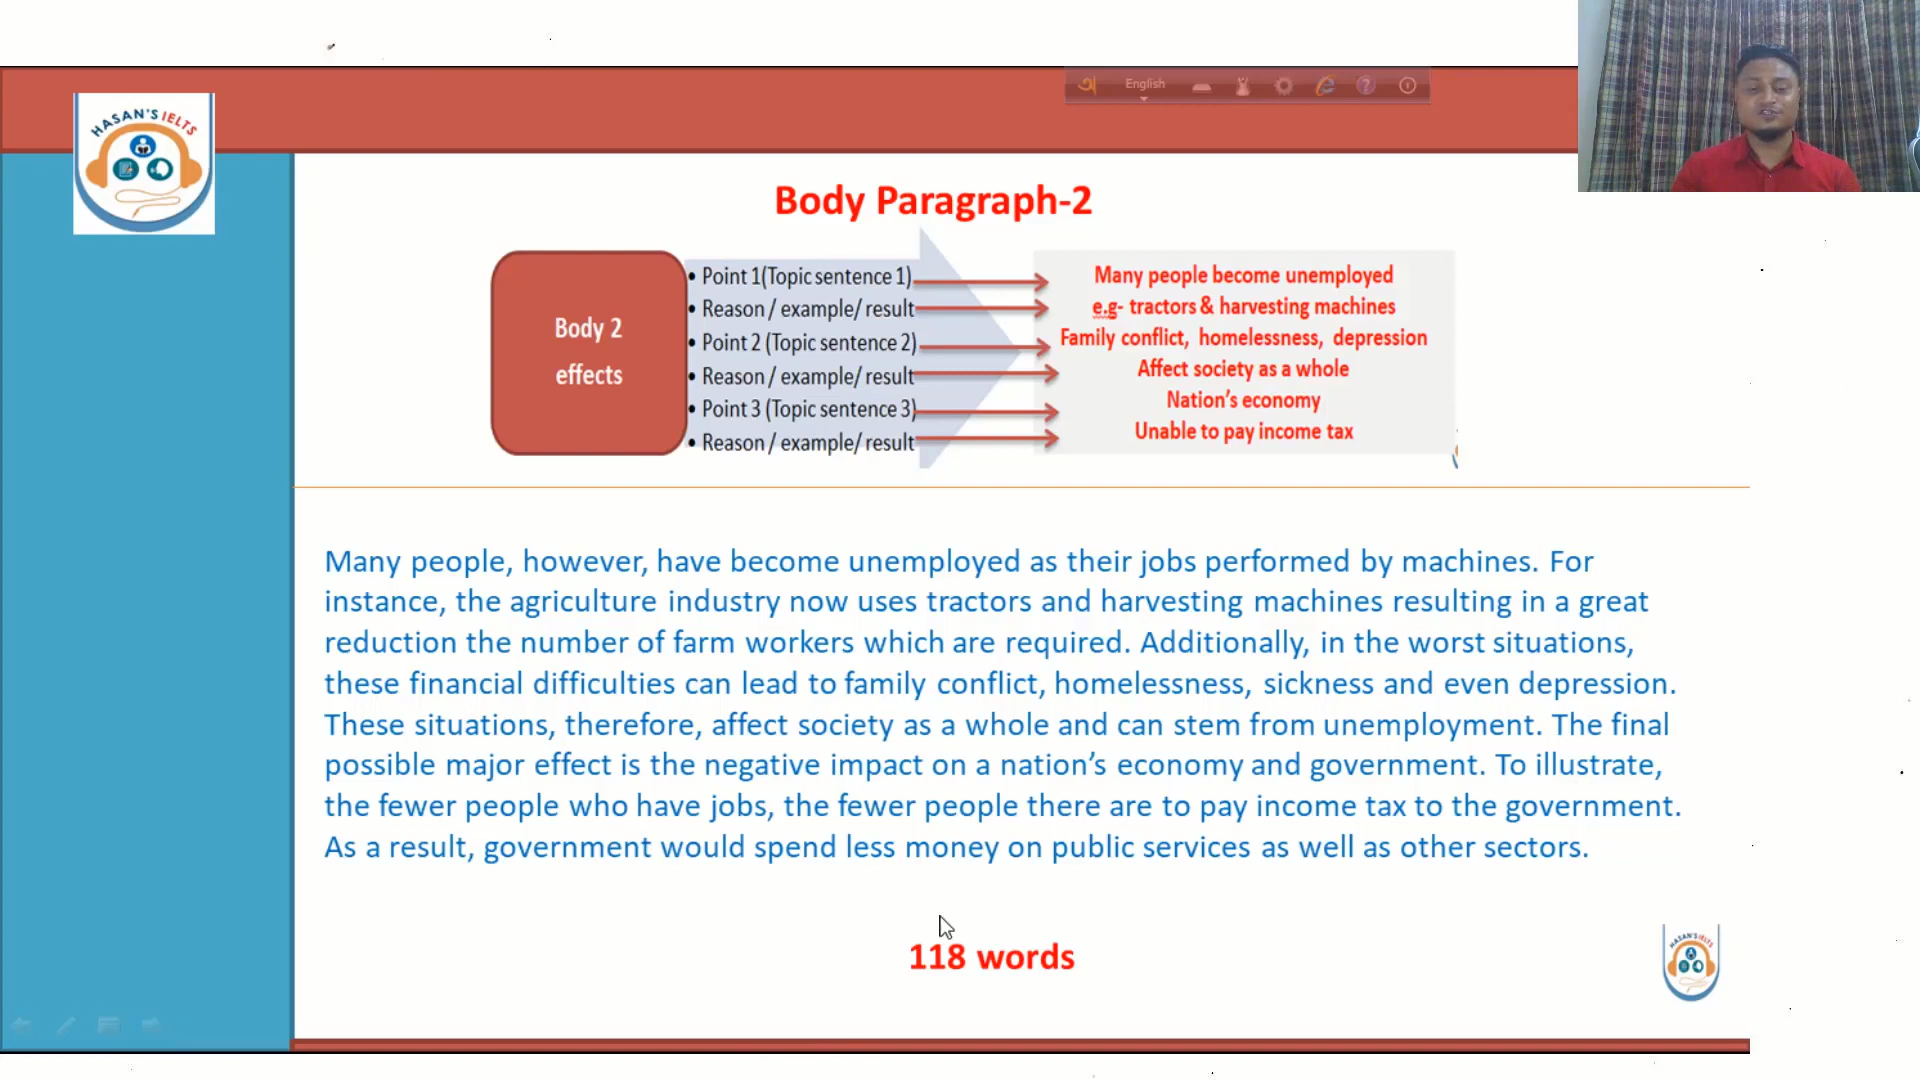 English
HASAN'S IELTS
Body Paragraph-2
Body 2
effects
• Point 1(Topic sentence 1)
• Reason / example/ result
• Point 2 (Topic sentence 2)
• Reason / example/ result
• Point 3 (Topic sentence 3)
• Reason / example/ result
Many people become unemployed
e.g- tractors & harvesting machines
Family conflict, homelessness, depression
Affect society as a whole
Nation's economy
Unable to pay income tax
Many people, however, have become unemployed as their jobs performed by machines. For
instance, the agriculture industry now uses tractors and harvesting machines resulting in a great
reduction the number of farm workers which are required. Additionally, in the worst situations,
these financial difficulties can lead to family conflict, homelessness, sickness and even depression.
These situations, therefore, affect society as a whole and can stem from unemployment. The final
possible major effect is the negative impact on a nation's economy and government. To illustrate,
the fewer people who have jobs, the fewer people there are to pay income tax to the government.
As a result, government would spend less money on public services as well as other sectors.
118 words
HASAN'S IELTS